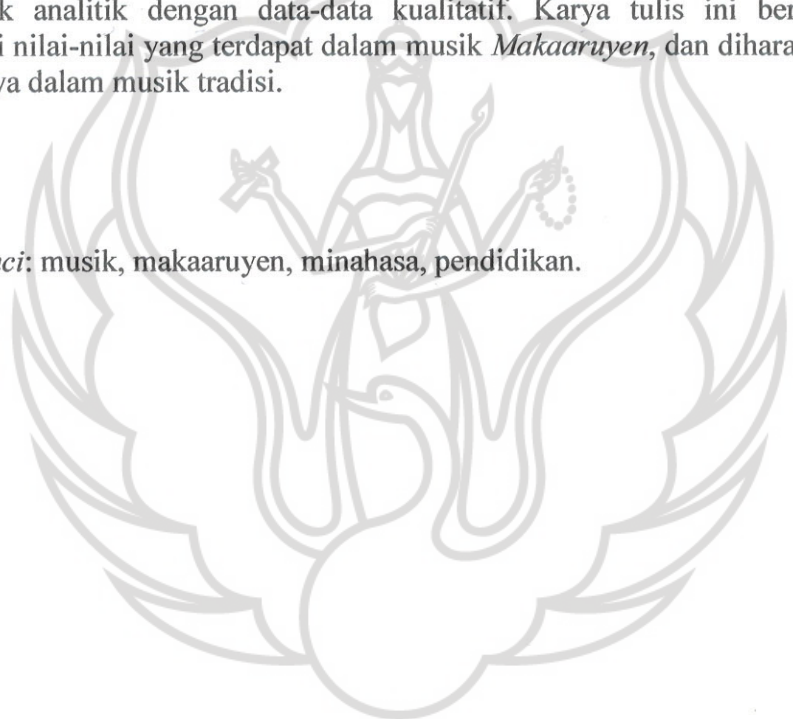 k analitik dengan data-data kualitatif. Karya tulis ini ber
i nilai-nilai yang terdapat dalam musik Makaaruyen, dan dihara
ya dalam musik tradisi.
nci: musik, makaaruyen, minahasa, pendidikan.